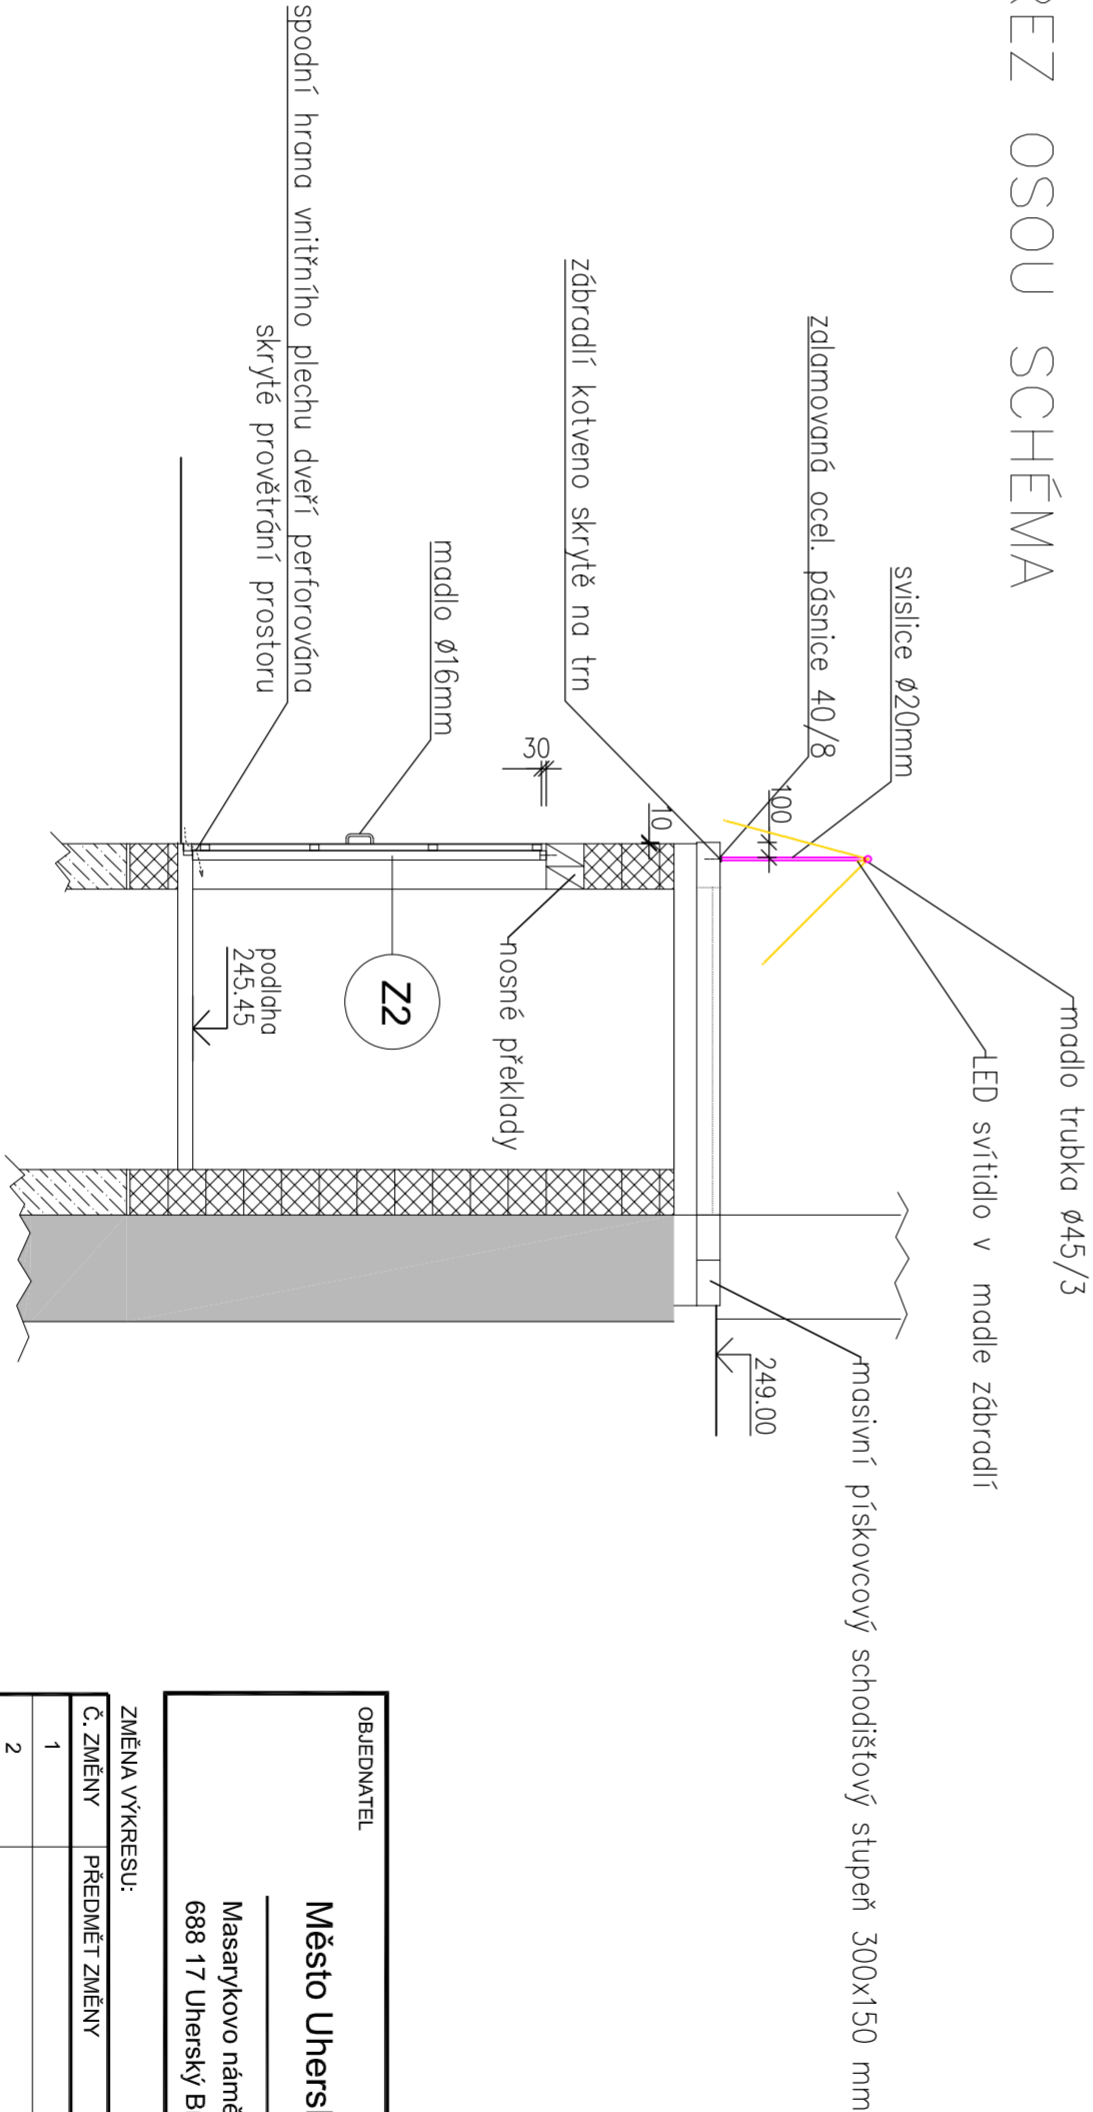 OSOU SCHÉMA
madlo trubka ø45/3
LED svítidlo v madle zábradlí
svislice ø20mm
masivní pískovcový schodišťový stupeň 300x150 mm
zalamovaná ocel. pásnice 40/8
100
249.00
zábradlí kotveno skrytě na trn
10
30
nosné překlady
madlo ø16mm
Z2
spodní hrana vnitřního plechu dveří perforována
skryté provětrání prostoru
podlaha
245.45
OBJEDNATEL
Město
Masarykovo
688 17 Uherský
ZMĚNA VÝKRESU:
Č. ZMĚNY PŘEDMĚT ZMĚNY
1
2